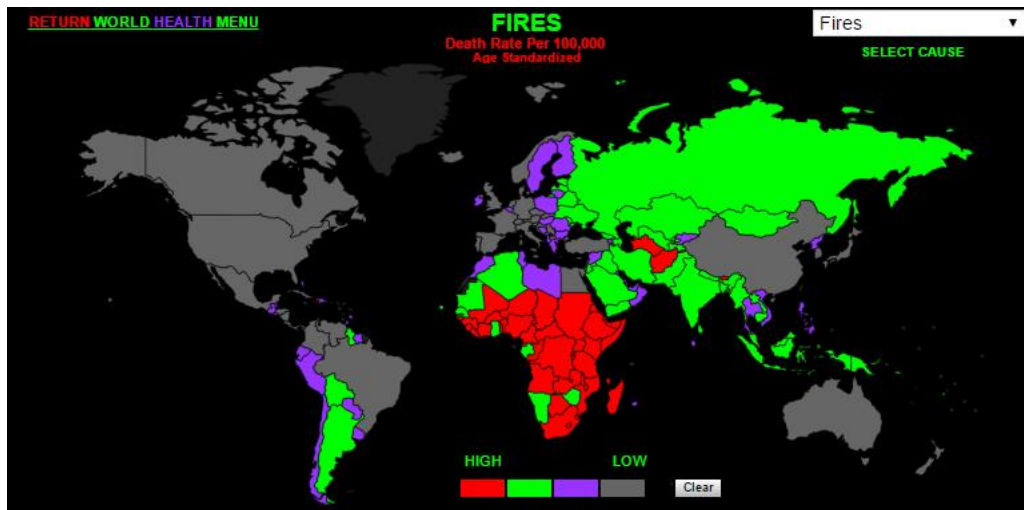 RETURN WORLD HEALTH MENU
FIRES
Death Rate Per 100,000
Age Standardized
Fires
SELECT CAUSE
HIGH LOW
Clear